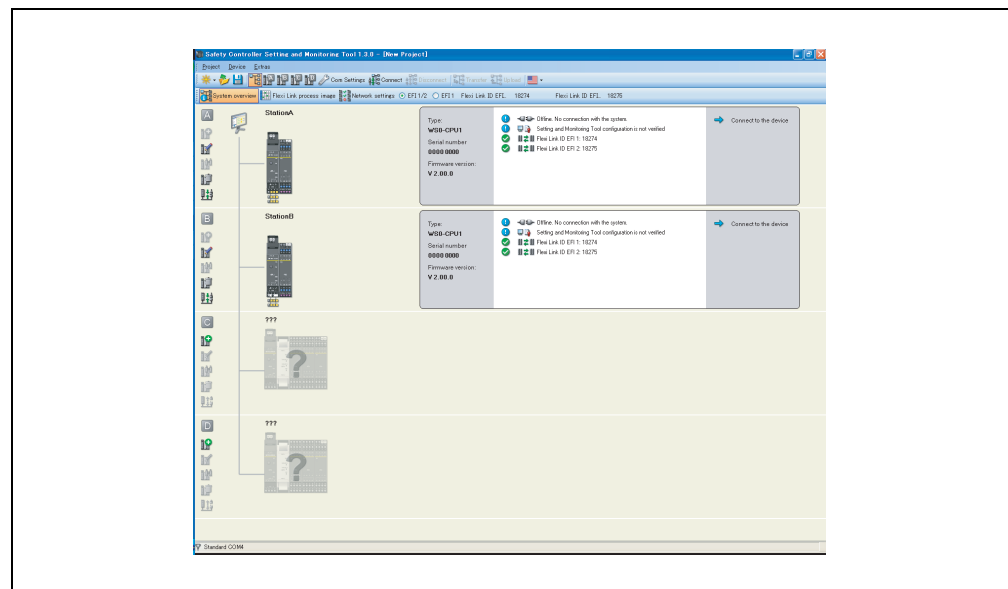 Safety Controller Setting and Monitoring Tool 1.3.0 - [New Project]
Project Device Extras
Com Settings Connect Disconnect Transfer Upload
System overview Flexi Link process image Network settings EFI1/2 EFI1 Flexi Link ID EFI1: 18274 Flexi Link ID EFI2: 18275
A
StationA
Type:
WS0-CPU1
Serial number
0000 0000
Firmware version:
V 2.00.0
Offline. No connection with the system.
Setting and Monitoring Tool configuration is not verified
Flexi Link ID EFI 1: 18274
Flexi Link ID EFI 2: 18275
Connect to the device
B
StationB
Type:
WS0-CPU1
Serial number
0000 0000
Firmware version:
V 2.00.0
Offline. No connection with the system.
Setting and Monitoring Tool configuration is not verified
Flexi Link ID EFI 1: 18274
Flexi Link ID EFI 2: 18275
Connect to the device
C
???
?
D
???
?
Standard COM4